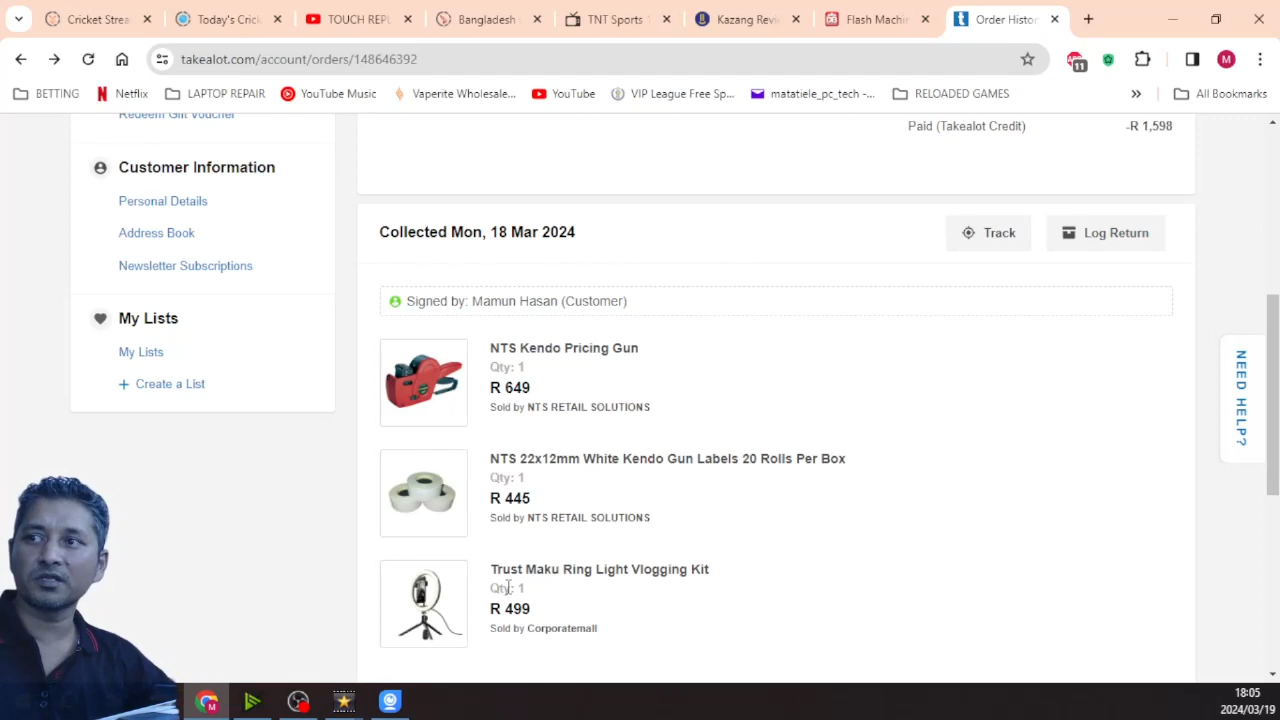 Cricket Strea
Today's Crick
TOUCH REPL
Bangladesh
TNT Sports
Kazang Revi
Flash Machin
Order Histor
takealot.com/account/orders/148646392
11
M
BETTING
Netflix
LAPTOP REPAIR
YouTube Music
Vaperite Wholesale...
YouTube
VIP League Free Sp...
matatiele_pc_tech -...
RELOADED GAMES
All Bookmarks
Redeem Gift Voucher
Customer Information
Personal Details
Address Book
Newsletter Subscriptions
My Lists
My Lists
+ Create a List
Paid (Takealot Credit) -R 1,598
Collected Mon, 18 Mar 2024
Track
Log Return
Signed by: Mamun Hasan (Customer)
NTS Kendo Pricing Gun
Qty: 1
R 649
Sold by NTS RETAIL SOLUTIONS
NTS 22x12mm White Kendo Gun Labels 20 Rolls Per Box
Qty: 1
R 445
Sold by NTS RETAIL SOLUTIONS
Trust Maku Ring Light Vlogging Kit
Qty: 1
R 499
Sold by Corporatemall
NEED HELP?
18:05
2024/03/19